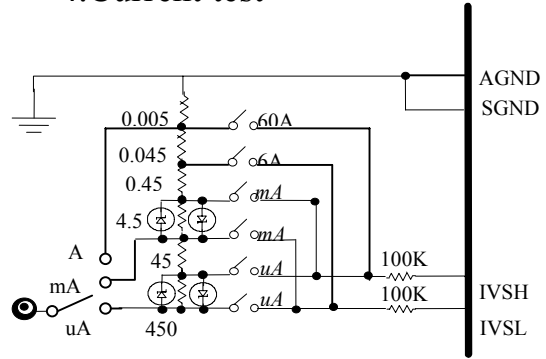 4.Current test
AGND
SGND
0.005
60A
0.045
6A
0.45
mA
4.5
mA
A
45
uA
100K
mA
IVSH
uA
100K
uA
450
IVSL